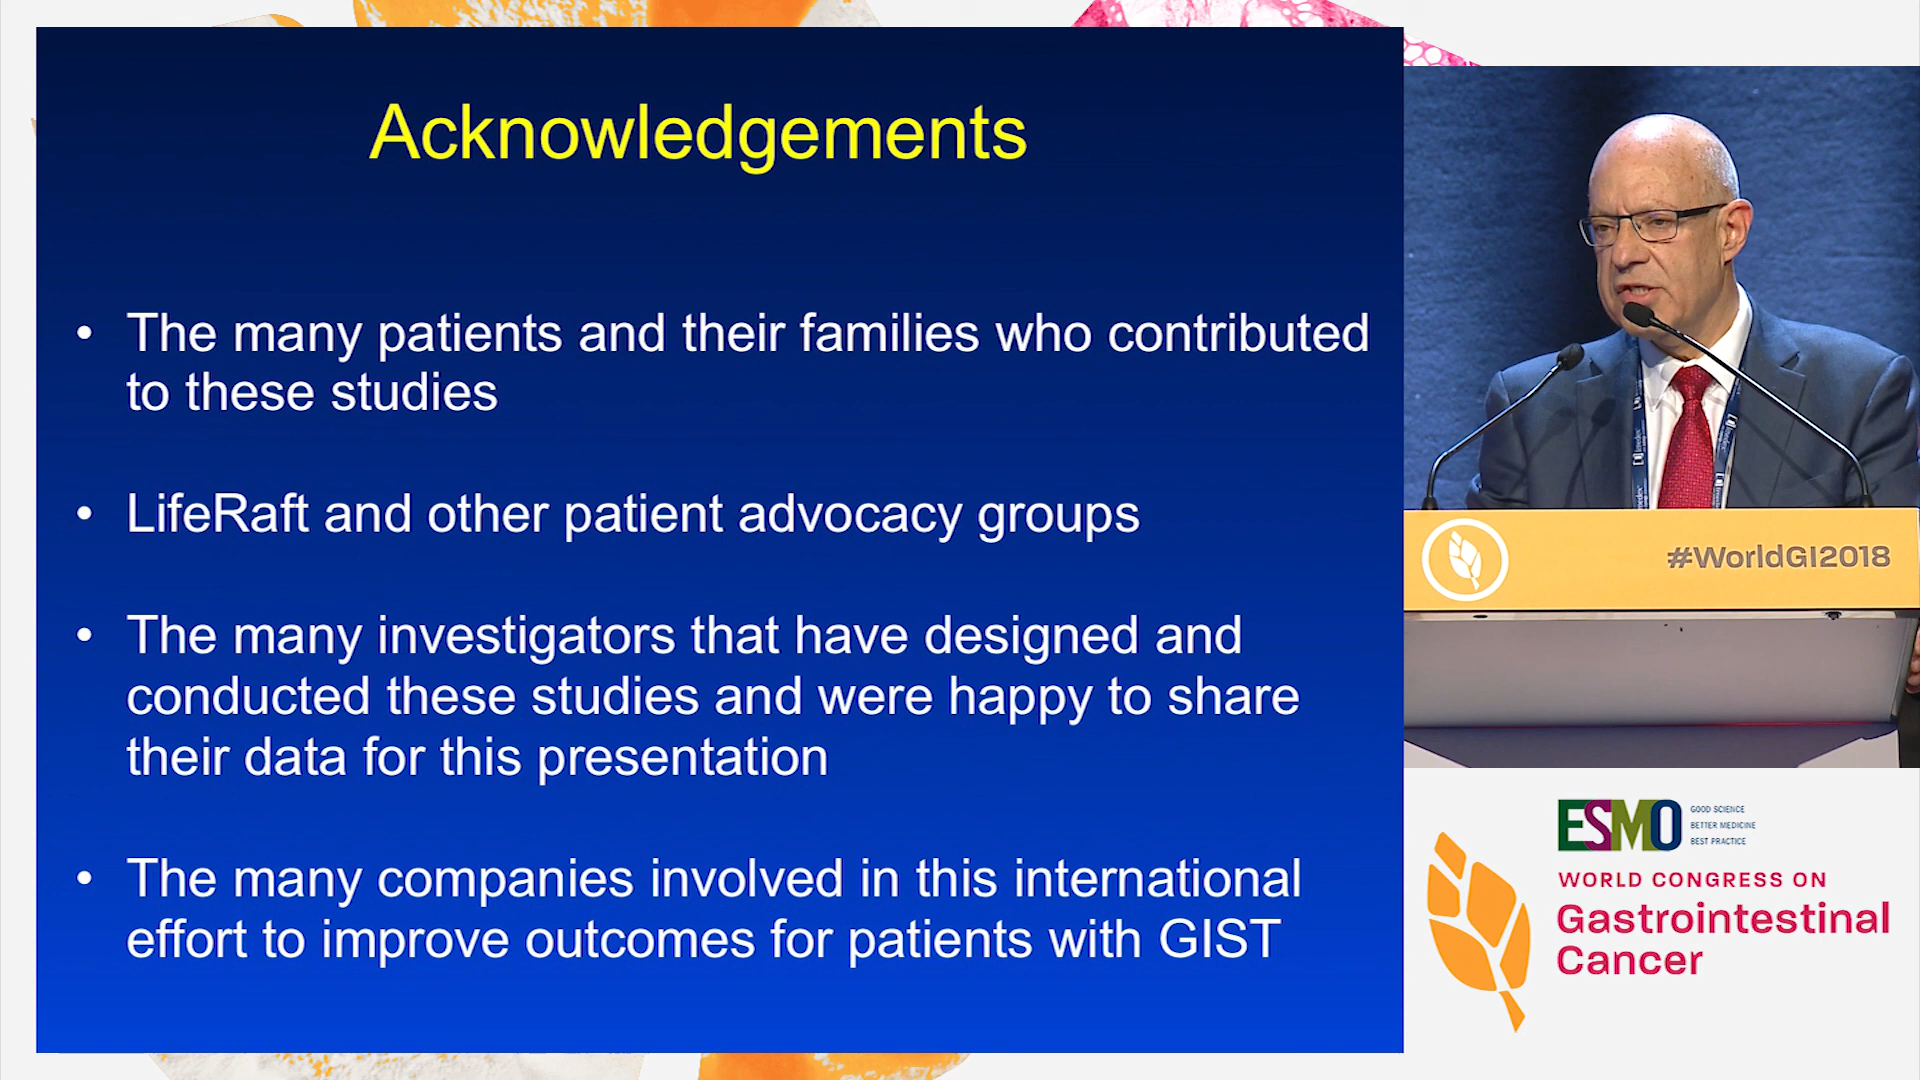 Acknowledgements
• The many patients and their families who contributed
to these studies
• LifeRaft and other patient advocacy groups
• The many investigators that have designed and
conducted these studies and were happy to share
their data for this presentation
• The many companies involved in this international
effort to improve outcomes for patients with GIST
#WorldGI2018
ESMO
GOOD SCIENCE
BETTER MEDICINE
BEST PRACTICE
WORLD CONGRESS ON
Gastrointestinal
Cancer